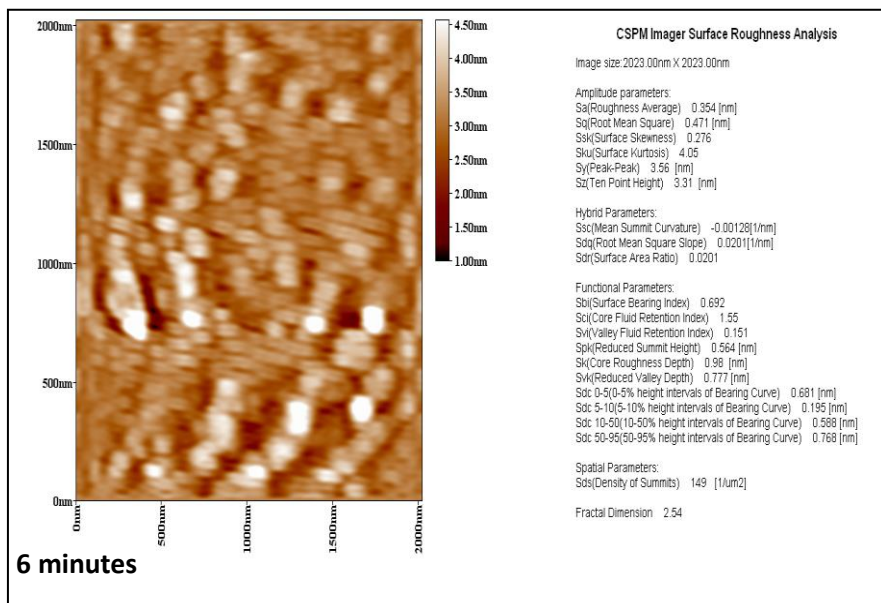 2000nm
1500nm
1000nm
500nm
0nm
0nm
500nm
1000nm
1500nm
2000nm
4.50nm
4.00nm
3.50nm
3.00nm
2.50nm
2.00nm
1.50nm
1.00nm
6 minutes
CSPM Imager Surface Roughness Analysis
Image size:2023.00nm X 2023.00nm
Amplitude parameters:
Sa(Roughness Average) 0.354 [nm]
Sq(Root Mean Square) 0.471 [nm]
Ssk(Surface Skewness) 0.276
Sku(Surface Kurtosis) 4.05
Sy(Peak-Peak) 3.56 [nm]
Sz(Ten Point Height) 3.31 [nm]
Hybrid Parameters:
Ssc(Mean Summit Curvature) -0.00128[1/nm]
Sdq(Root Mean Square Slope) 0.0201[1/nm]
Sdr(Surface Area Ratio) 0.0201
Functional Parameters:
Sbi(Surface Bearing Index) 0.692
Sci(Core Fluid Retention Index) 1.55
Svi(Valley Fluid Retention Index) 0.151
Spk(Reduced Summit Height) 0.564 [nm]
Sk(Core Roughness Depth) 0.98 [nm]
Svk(Reduced Valley Depth) 0.777 [nm]
Sdc 0-5(0-5% height intervals of Bearing Curve) 0.681 [nm]
Sdc 5-10(5-10% height intervals of Bearing Curve) 0.195 [nm]
Sdc 10-50(10-50% height intervals of Bearing Curve) 0.588 [nm]
Sdc 50-95(50-95% height intervals of Bearing Curve) 0.768 [nm]
Spatial Parameters:
Sds(Density of Summits) 149 [1/um2]
Fractal Dimension 2.54